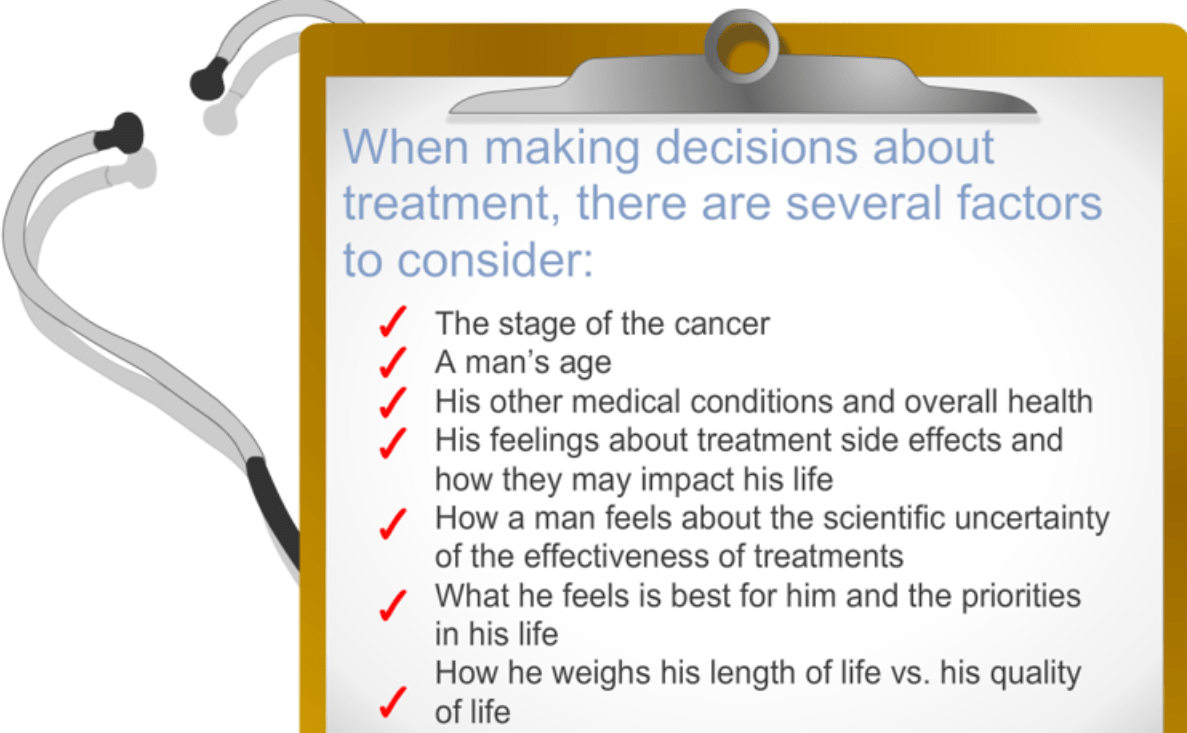 When making decisions about
treatment, there are several factors
to consider:
The stage of the cancer
A man’s age
His other medical conditions and overall health
His feelings about treatment side effects and
how they may impact his life
How a man feels about the scientific uncertainty
of the effectiveness of treatments
What he feels is best for him and the priorities
in his life
How he weighs his length of life vs. his quality
of life